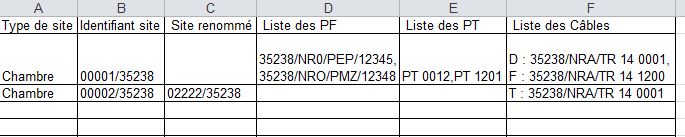 A B C D E F
Type de site Identifiant site Site renommé Liste des PF Liste des PT Liste des Câbles
35238/NR0/PEP/12345, D : 35238/NRA/TR 14 0001,
35238/NRO/PMZ/12348 F : 35238/NRA/TR 14 1200
Chambre 00001/35238 PT 0012,PT 1201
Chambre 00002/35238 02222/35238 T : 35238/NRA/TR 14 0001